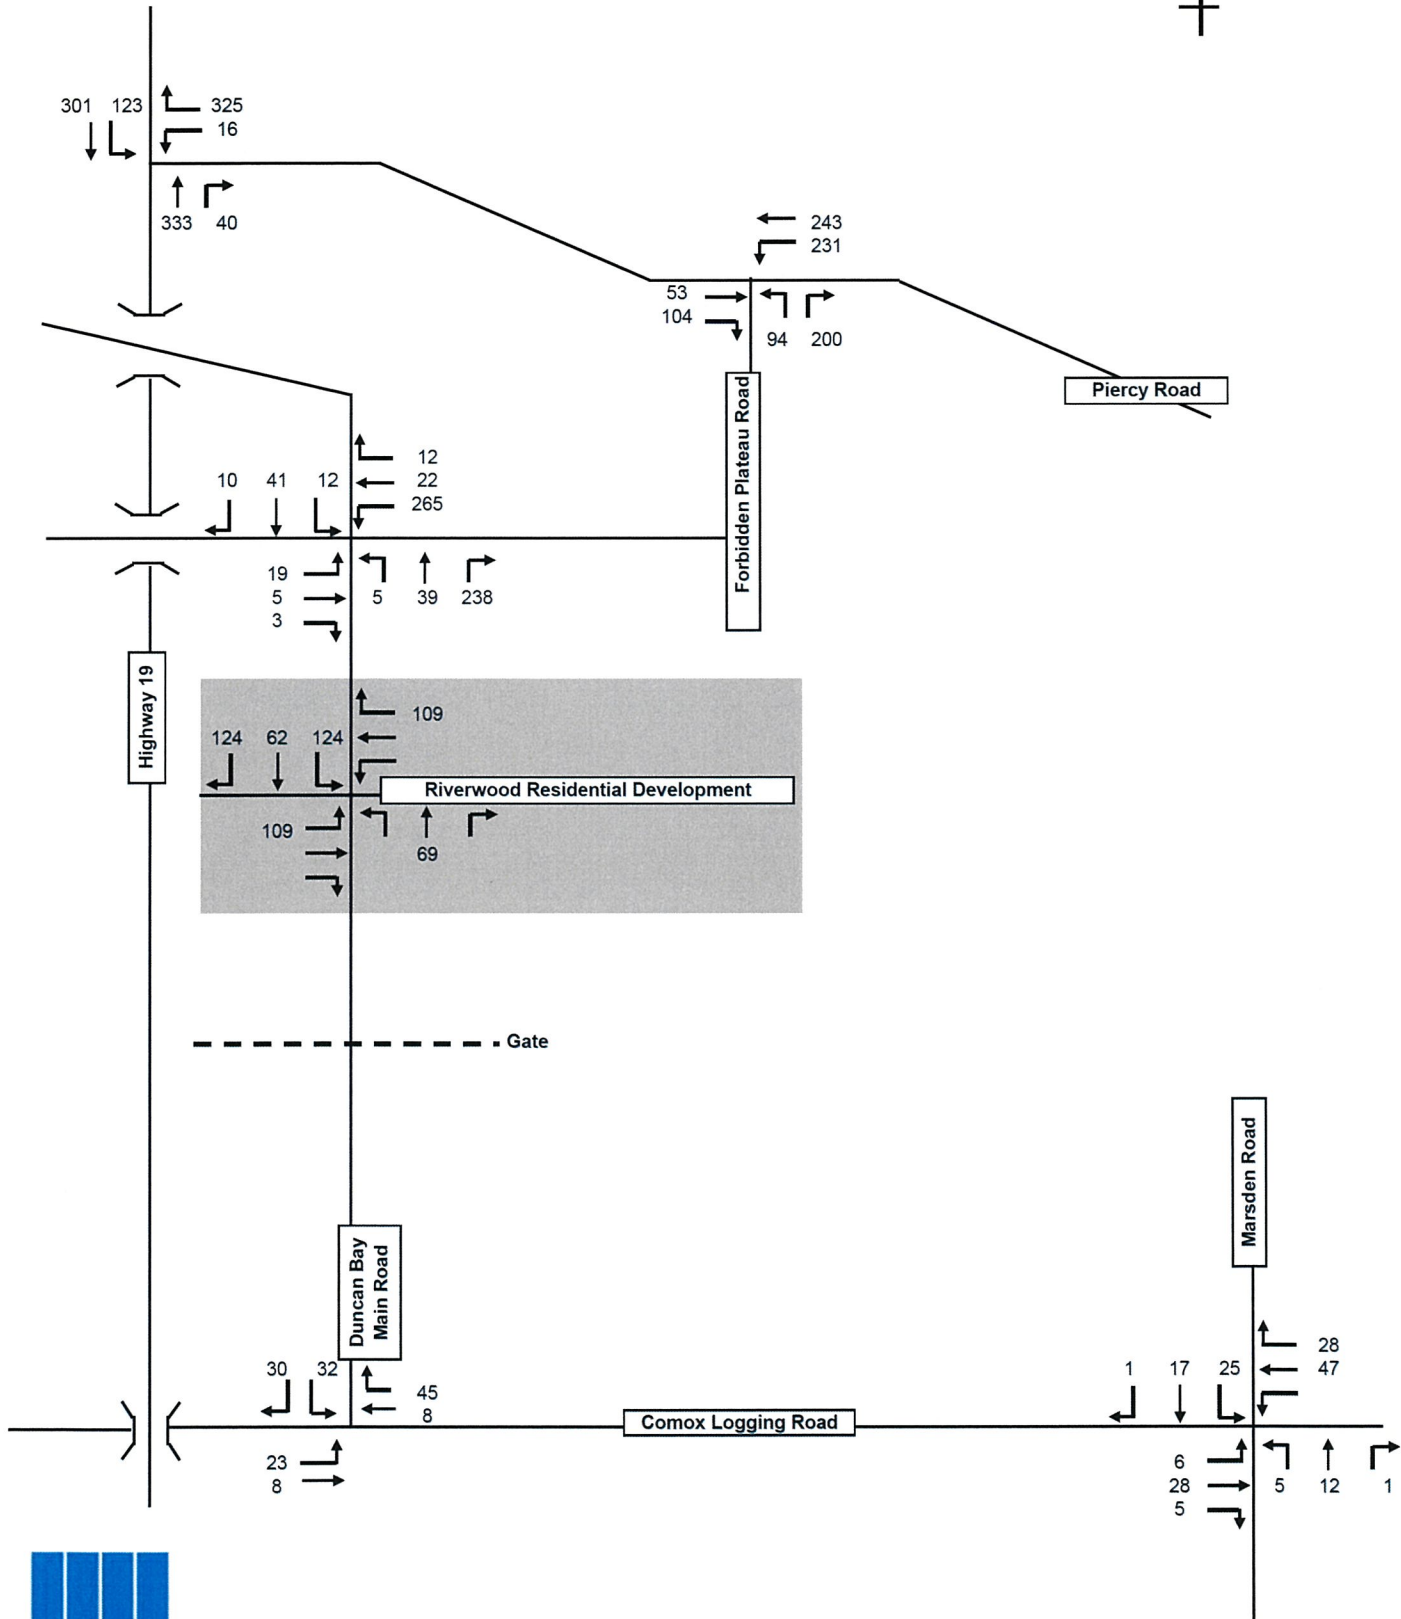 301 123 325
16
333 40
243
231
53
104
94 200
Piercy Road
Forbidden Plateau Road
12
10 41 12 22
265
19
5 5 39 238
3
Highway 19
109
124 62 124
Riverwood Residential Development
109
69
Gate
Marsden Road
Duncan Bay
Main Road
30 32
45
8
Comox Logging Road
23
8
28
1 17 25 47
6
28 5 12 1
5